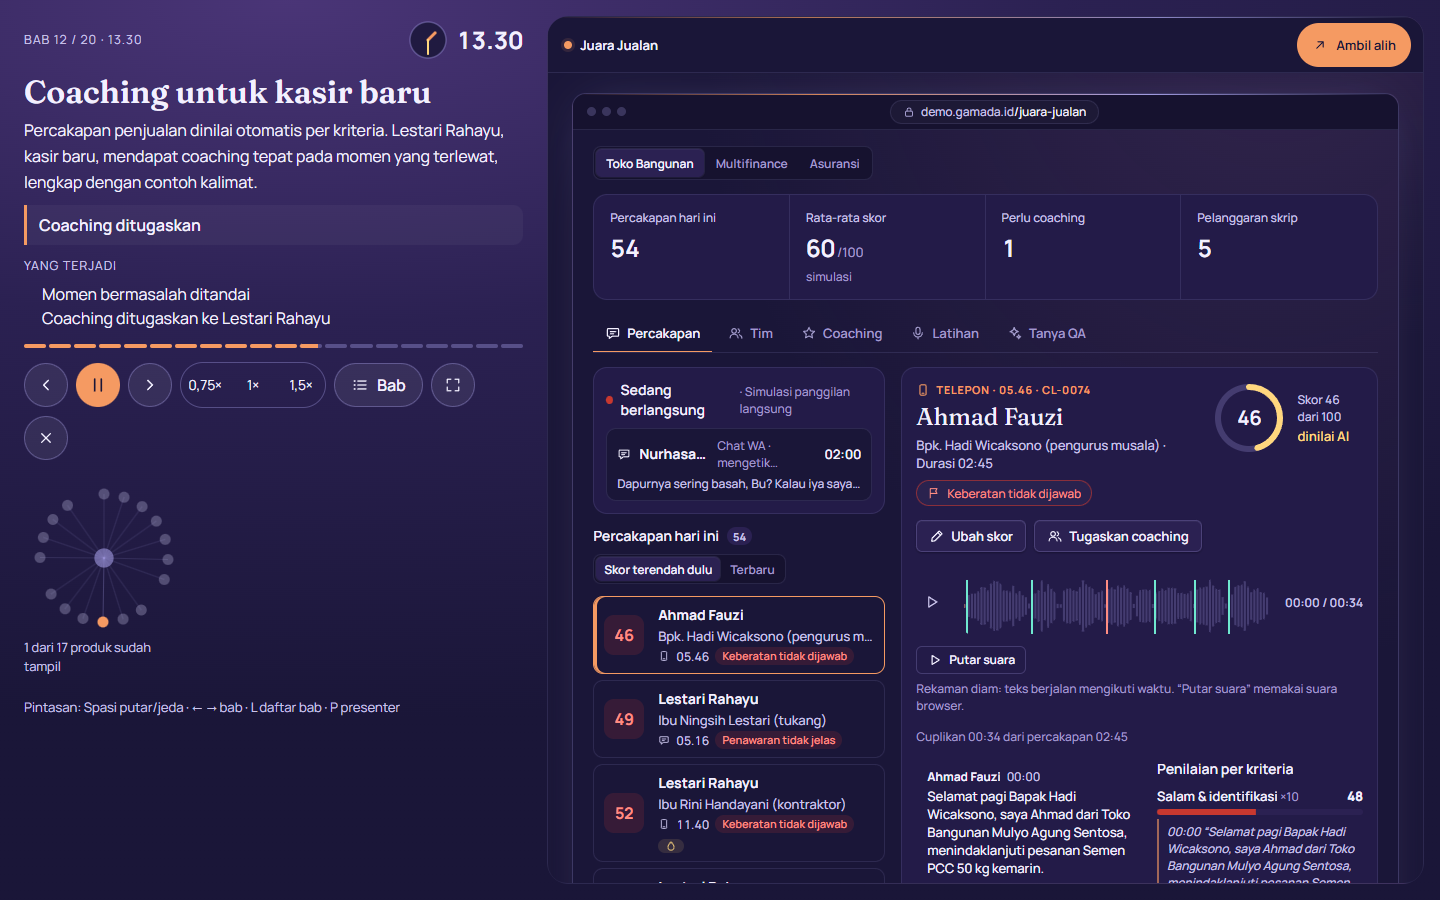 BAB 12 / 20 · 13.30
13.30
Coaching untuk kasir baru
Percakapan penjualan dinilai otomatis per kriteria. Lestari Rahayu,
kasir baru, mendapat coaching tepat pada momen yang terlewat,
lengkap dengan contoh kalimat.
Coaching ditugaskan
YANG TERJADI
Momen bermasalah ditandai
Coaching ditugaskan ke Lestari Rahayu
0,75× 1× 1,5× Bab
1 dari 17 produk sudah
tampil
Pintasan: Spasi putar/jeda · ← → bab · L daftar bab · P presenter
Juara Jualan
Ambil alih
demo.gamada.id/juara-jualan
Toko Bangunan Multifinance Asuransi
Percakapan hari ini
54
Rata-rata skor
60 /100
simulasi
Perlu coaching
1
Pelanggaran skrip
5
Percakapan Tim Coaching Latihan Tanya QA
Sedang
berlangsung
· Simulasi panggilan
langsung
Nurhasa...
Chat WA ·
mengetik...
02:00
Dapurnya sering basah, Bu? Kalau iya saya...
Percakapan hari ini 54
Skor terendah dulu Terbaru
46
Ahmad Fauzi
Bpk. Hadi Wicaksono (pengurus m...
05.46 Keberatan tidak dijawab
49
Lestari Rahayu
Ibu Ningsih Lestari (tukang)
05.16 Penawaran tidak jelas
52
Lestari Rahayu
Ibu Rini Handayani (kontraktor)
11.40 Keberatan tidak dijawab
TELEPON · 05.46 · CL-0074
Ahmad Fauzi
Bpk. Hadi Wicaksono (pengurus musala) ·
Durasi 02:45
Keberatan tidak dijawab
46
Skor 46
dari 100
dinilai AI
Ubah skor Tugaskan coaching
00:00 / 00:34
Putar suara
Rekaman diam: teks berjalan mengikuti waktu. “Putar suara” memakai suara
browser.
Cuplikan 00:34 dari percakapan 02:45
Ahmad Fauzi 00:00
Selamat pagi Bapak Hadi
Wicaksono, saya Ahmad dari Toko
Bangunan Mulyo Agung Sentosa,
menindaklanjuti pesanan Semen
PCC 50 kg kemarin.
Penilaian per kriteria
Salam & identifikasi ×10 48
00:00 “Selamat pagi Bapak Hadi
Wicaksono, saya Ahmad dari Toko
Bangunan Mulyo Agung Sentosa,
menindaklanjuti pesanan Semen